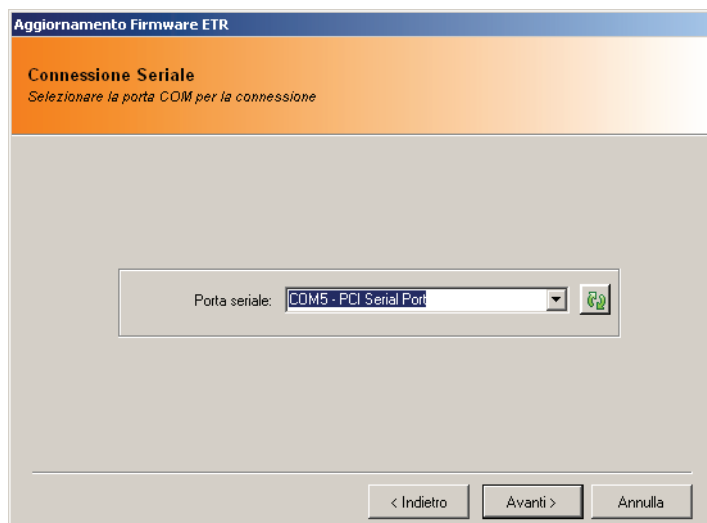 Aggiornamento Firmware ETR
Connessione Seriale
Selezionare la porta COM per la connessione
Porta seriale: COM5 - PCI Serial Port
< Indietro Avanti > Annulla